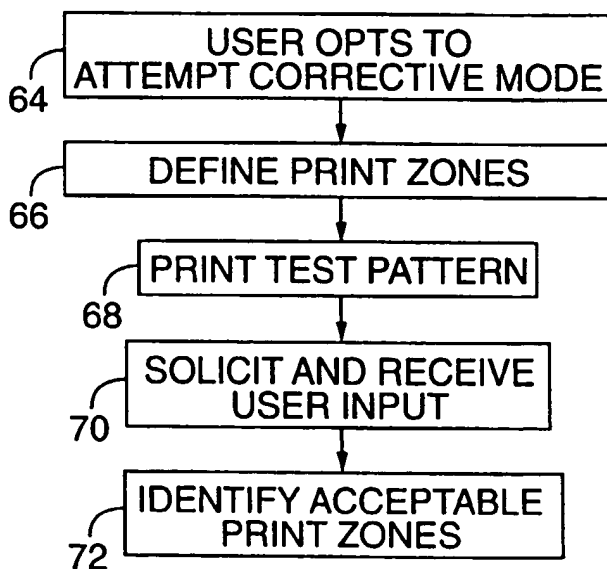 USER OPTS TO
ATTEMPT CORRECTIVE MODE
64
DEFINE PRINT ZONES
66
PRINT TEST PATTERN
68
SOLICIT AND RECEIVE
USER INPUT
70
IDENTIFY ACCEPTABLE
PRINT ZONES
72